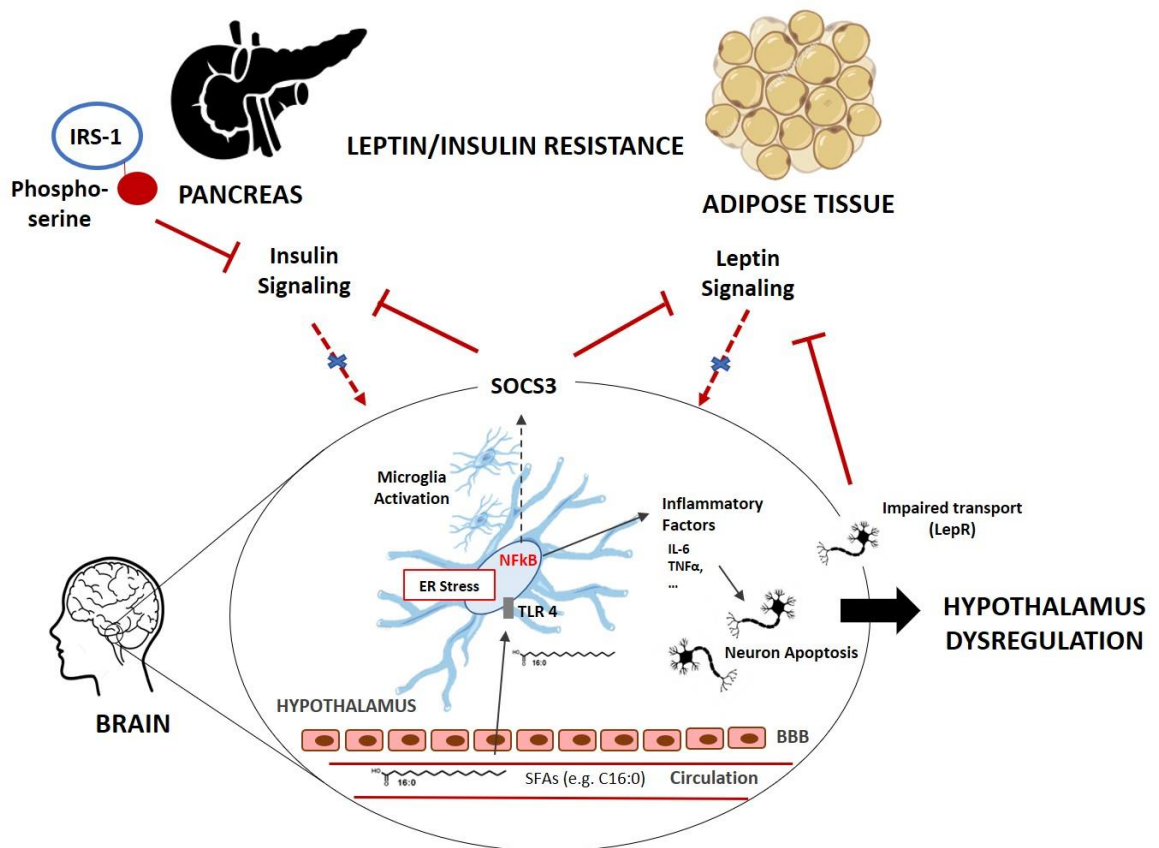 IRS-1
Phospho-
serine
PANCREAS
LEPTIN/INSULIN RESISTANCE
ADIPOSE TISSUE
Insulin
Signaling
Leptin
Signaling
SOCS3
Microglia
Activation
NFkB
ER Stress
TLR 4
Inflammatory
Factors
IL-6
TNFα,
...
Impaired transport
(LepR)
Neuron Apoptosis
HYPOTHALAMUS
DYSREGULATION
HO
O
16:0
HYPOTHALAMUS
BRAIN
BBB
HO
O
16:0
SFAs (e.g. C16:0)
Circulation